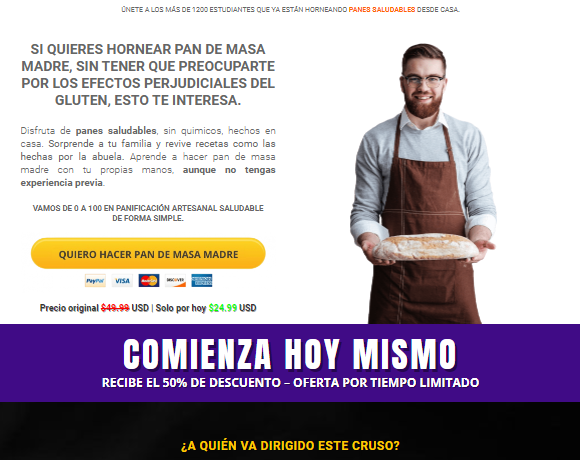 ÚNETE A LOS MÁS DE 1200 ESTUDIANTES QUE YA ESTÁN HORNEANDO PANES SALUDABLES DESDE CASA.
SI QUIERES HORNEAR PAN DE MASA
MADRE, SIN TENER QUE PREOCUPARTE
POR LOS EFECTOS PERJUDICIALES DEL
GLUTEN, ESTO TE INTERESA.
Disfruta de panes saludables, sin quimicos, hechos en
casa. Sorprende a tu familia y revive recetas como las
hechas por la abuela. Aprende a hacer pan de masa
madre con tu propias manos, aunque no tengas
experiencia previa.
VAMOS DE 0 A 100 EN PANIFICACIÓN ARTESANAL SALUDABLE
DE FORMA SIMPLE.
QUIERO HACER PAN DE MASA MADRE
PayPal VISA MasterCard DISCOVER AMERICAN EXPRESS
Precio original $49.99 USD | Solo por hoy $24.99 USD
COMIENZA HOY MISMO
RECIBE EL 50% DE DESCUENTO – OFERTA POR TIEMPO LIMITADO
¿A QUIÉN VA DIRIGIDO ESTE CRUSO?